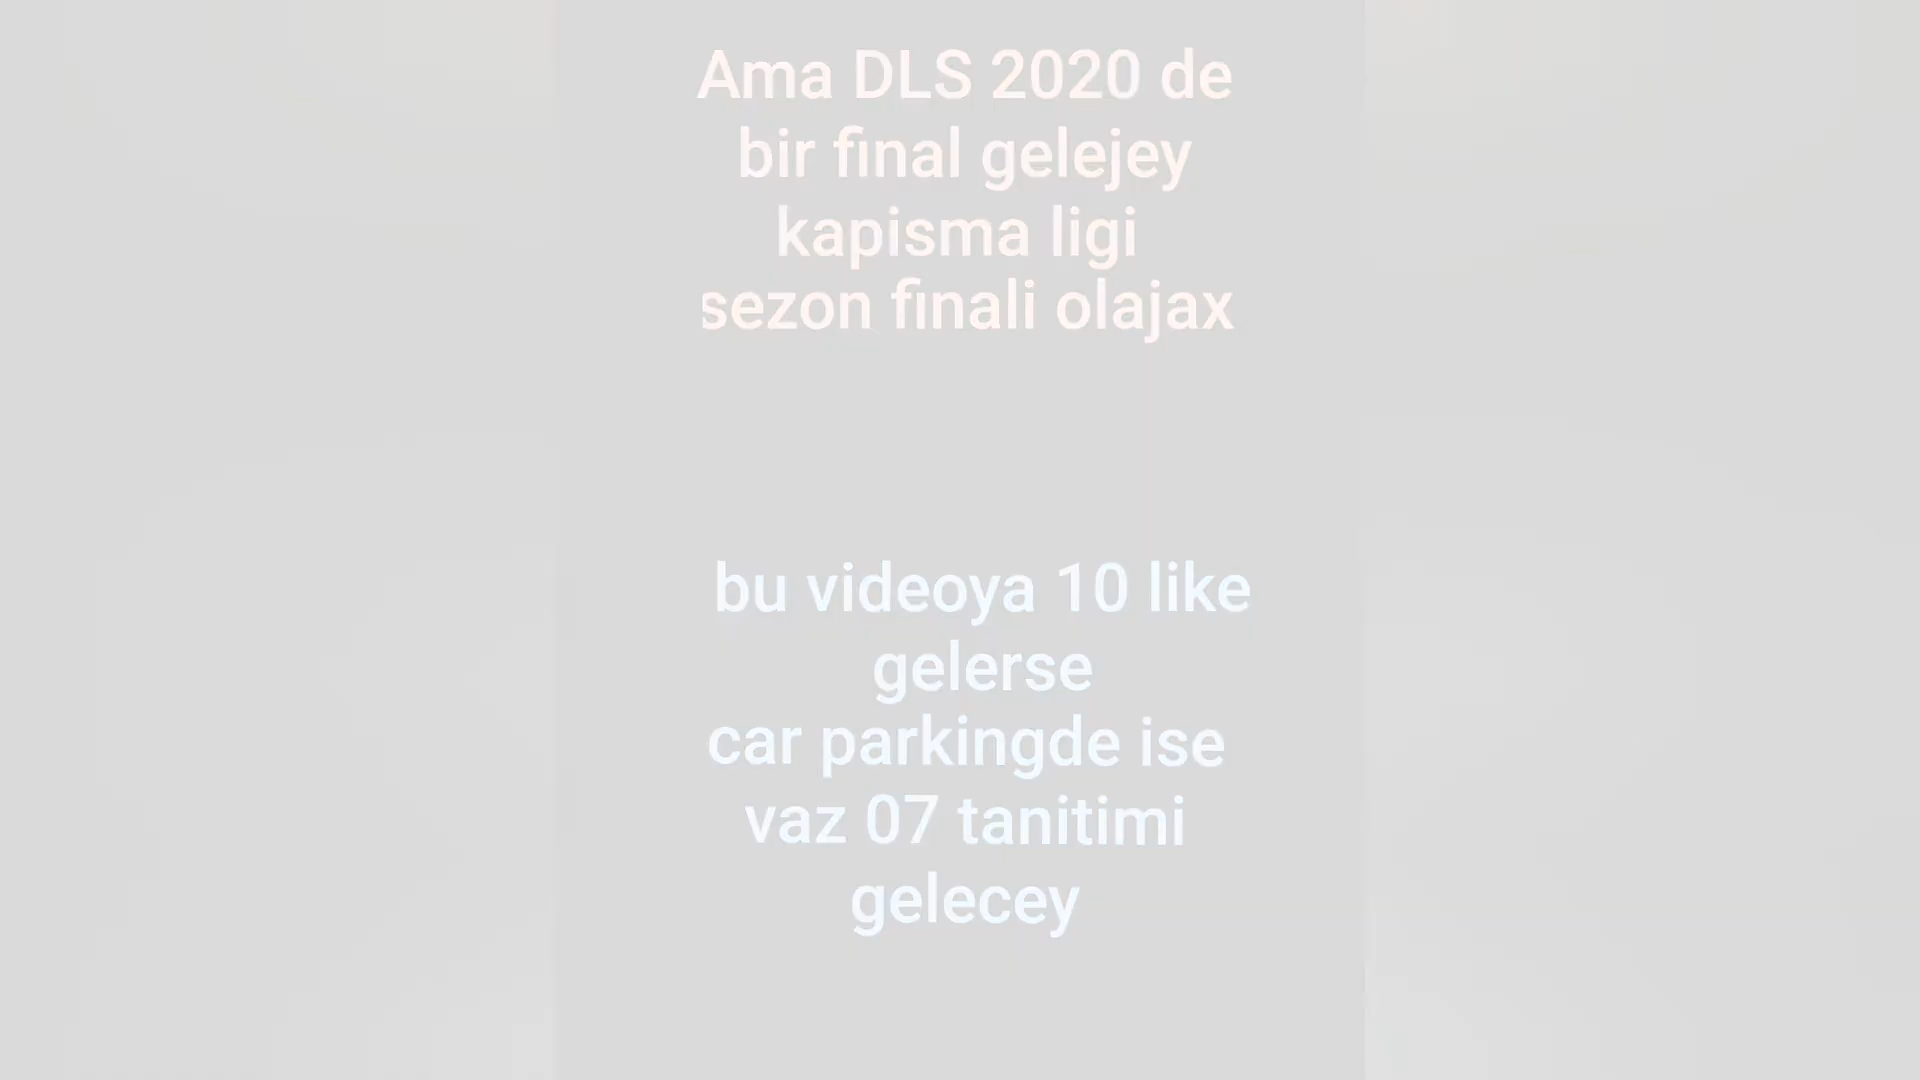 Ama DLS 2020 de
bir final gelejey
kapisma ligi
sezon finali olajax
bu videoya 10 like
gelerse
car parkingde ise
vaz 07 tanitimi
gelecey